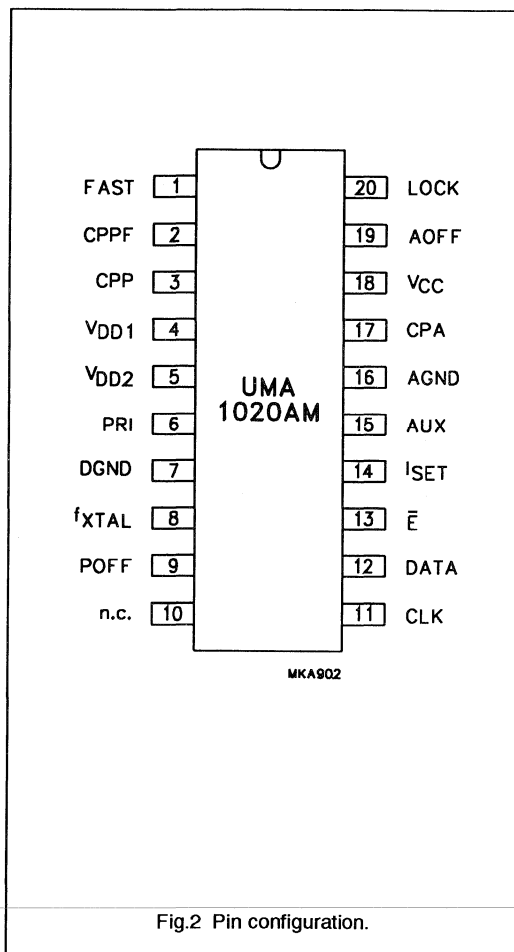 FAST 1 20 LOCK
CPPF 2 19 AOFF
CPP 3 18 VCC
VDD1 4 17 CPA
VDD2 5 16 AGND
UMA
1020AM
PRI 6 15 AUX
DGND 7 14 ISET
fXTAL 8 13 E̅
POFF 9 12 DATA
n.c. 10 11 CLK
MKA902
Fig.2 Pin configuration.